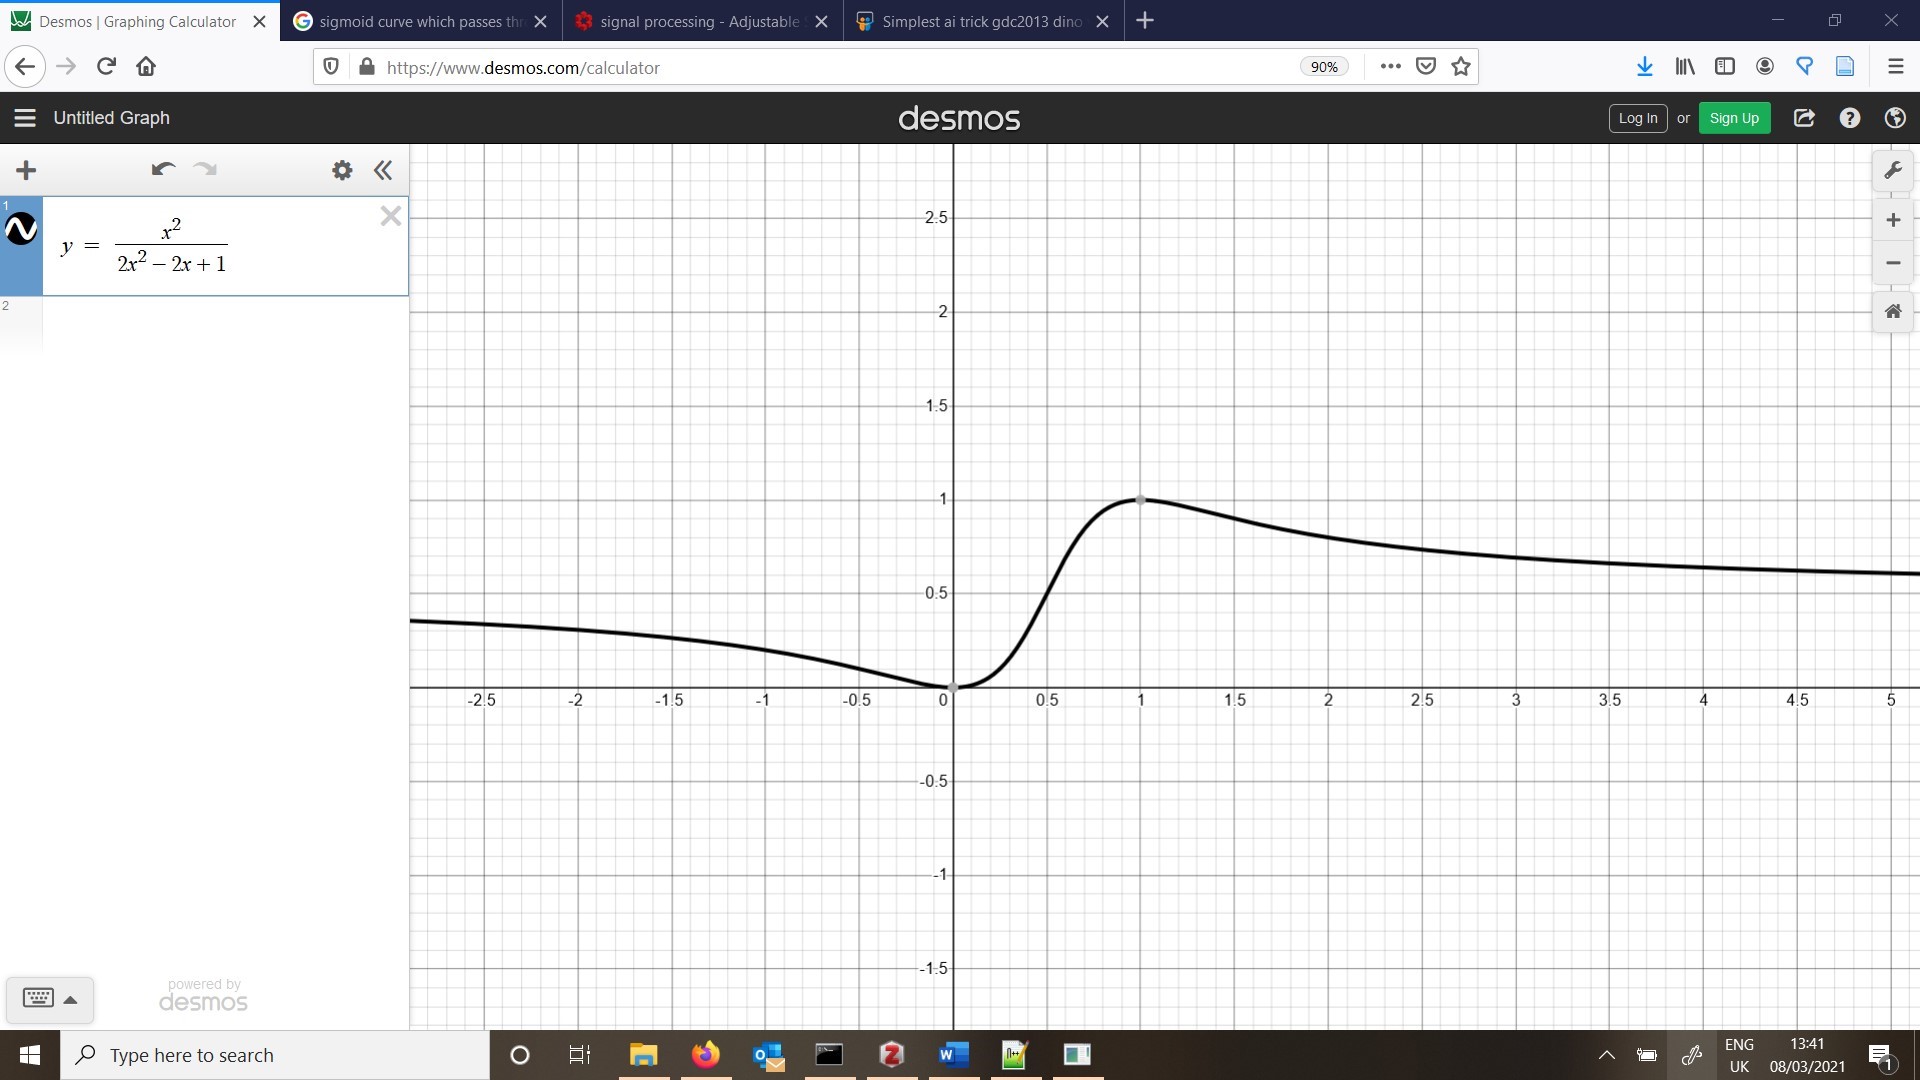 Desmos | Graphing Calculator
sigmoid curve which passes thr
signal processing - Adjustable
Simplest ai trick gdc2013 dino
https://www.desmos.com/calculator
90%
Untitled Graph
desmos
Log In or Sign Up
1
y = x² / (2x² − 2x + 1)
2
2.5
2
1.5
1
0.5
-2.5 -2 -1.5 -1 -0.5 0 0.5 1 1.5 2 2.5 3 3.5 4 4.5 5
-0.5
-1
-1.5
powered by
desmos
Type here to search
ENG
UK
13:41
08/03/2021
1